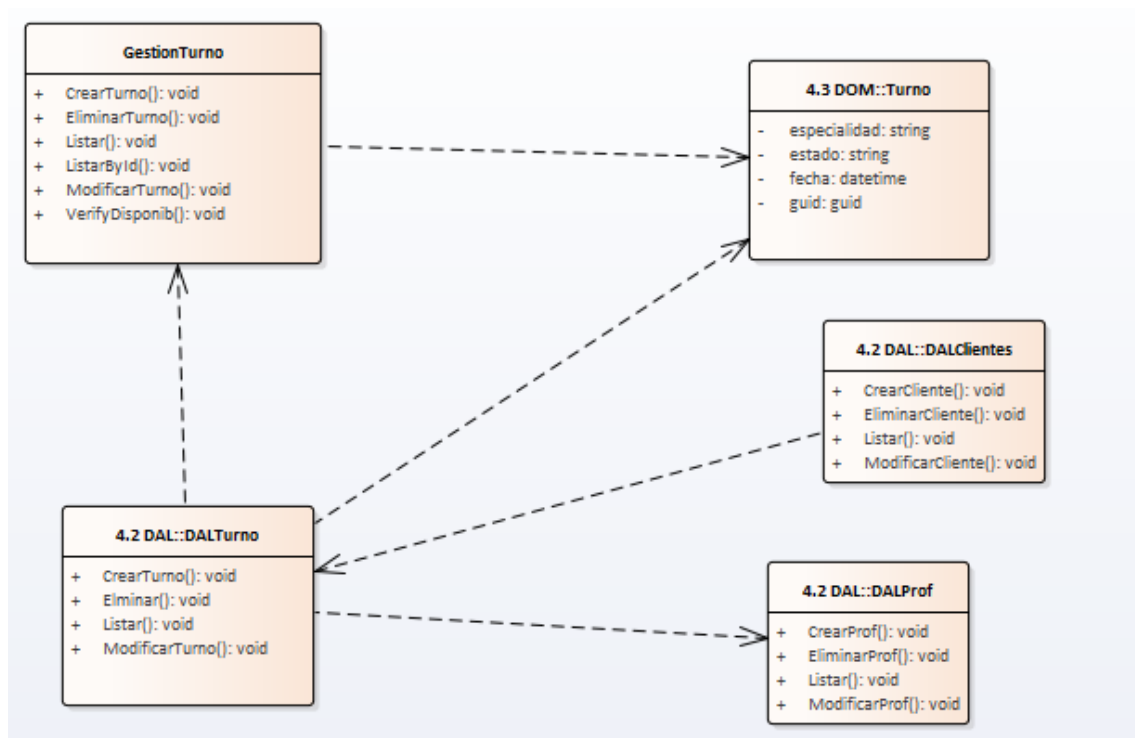 GestionTurno
+ CrearTurno(): void
+ EliminarTurno(): void
+ Listar(): void
+ ListarById(): void
+ ModificarTurno(): void
+ VerifyDisponib(): void
4.3 DOM::Turno
- especialidad: string
- estado: string
- fecha: datetime
- guid: guid
4.2 DAL::DALClientes
+ CrearCliente(): void
+ EliminarCliente(): void
+ Listar(): void
+ ModificarCliente(): void
4.2 DAL::DALTurno
+ CrearTurno(): void
+ Elminar(): void
+ Listar(): void
+ ModificarTurno(): void
4.2 DAL::DALProf
+ CrearProf(): void
+ EliminarProf(): void
+ Listar(): void
+ ModificarProf(): void